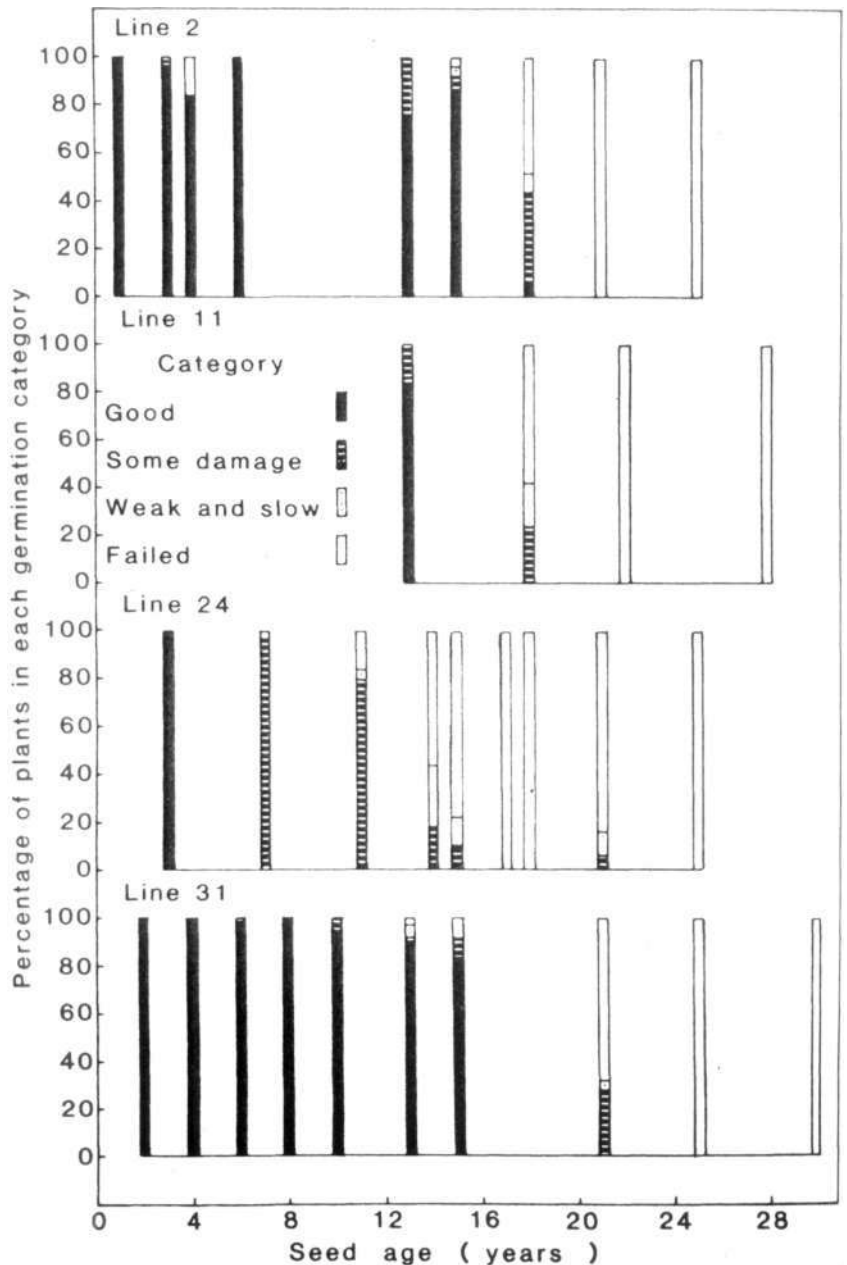 Line 2
100
80
60
40
20
0
Line 11
100
80
60
40
20
0
Category
Good
Some damage
Weak and slow
Failed
Line 24
100
80
60
40
20
0
Line 31
100
80
60
40
20
0
Percentage of plants in each germination category
0 4 8 12 16 20 24 28
Seed age ( years )